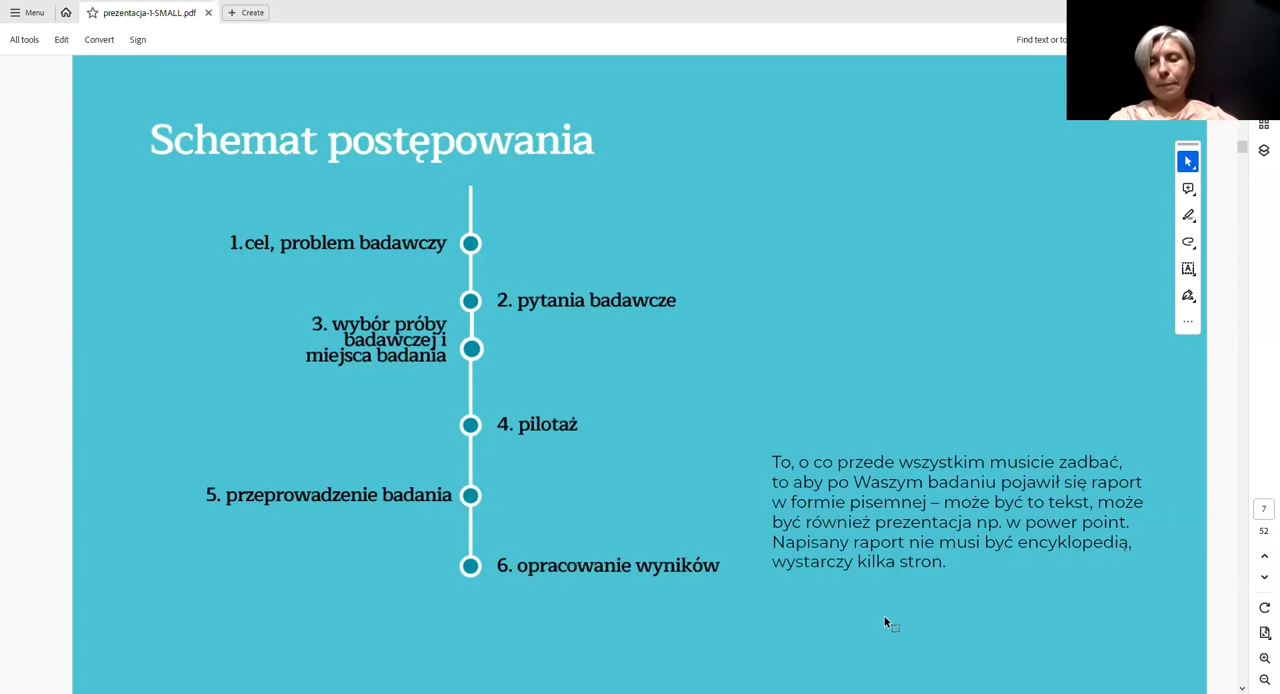 Menu
prezentacja-1-SMALL.pdf
Create
All tools
Edit
Convert
Sign
Find text or to
Schemat postępowania
1. cel, problem badawczy
2. pytania badawcze
3. wybór próby
badawczej i
miejsca badania
4. pilotaż
5. przeprowadzenie badania
6. opracowanie wyników
To, o co przede wszystkim musicie zadbać,
to aby po Waszym badaniu pojawił się raport
w formie pisemnej – może być to tekst, może
być również prezentacja np. w power point.
Napisany raport nie musi być encyklopedią,
wystarczy kilka stron.
7
52